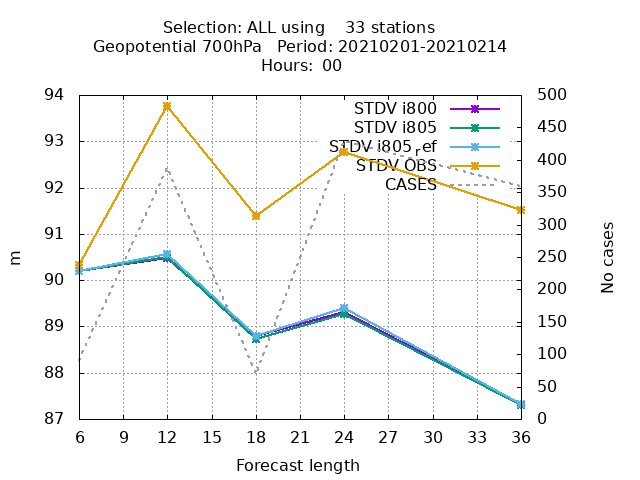 Selection: ALL using 33 stations
Geopotential 700hPa Period: 20210201-20210214
Hours: 00
94 500
STDV i800
STDV i805
STDV i805ref
STDV OBS
CASES
450
93
400
92
350
91
300
250
90
200
89
150
88
100
50
87 0
m
No cases
6 9 12 15 18 21 24 27 30 33 36
Forecast length